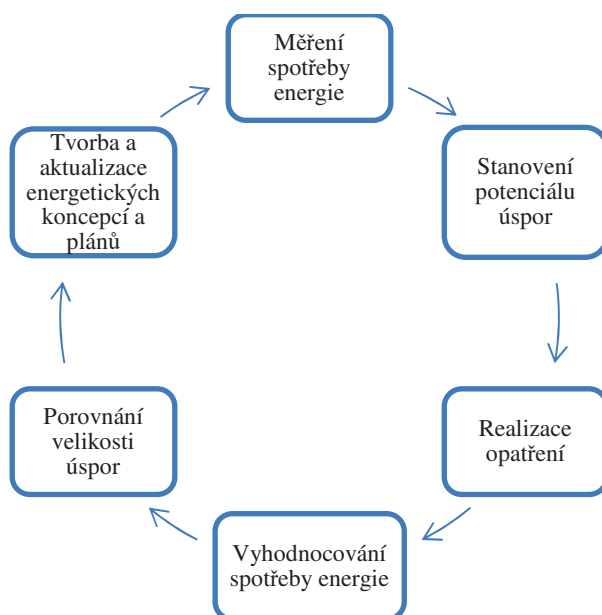 Měření
spotřeby
energie
Stanovení
potenciálu
úspor
Realizace
opatření
Vyhodnocování
spotřeby energie
Porovnání
velikosti
úspor
Tvorba a
aktualizace
energetických
koncepcí a
plánů